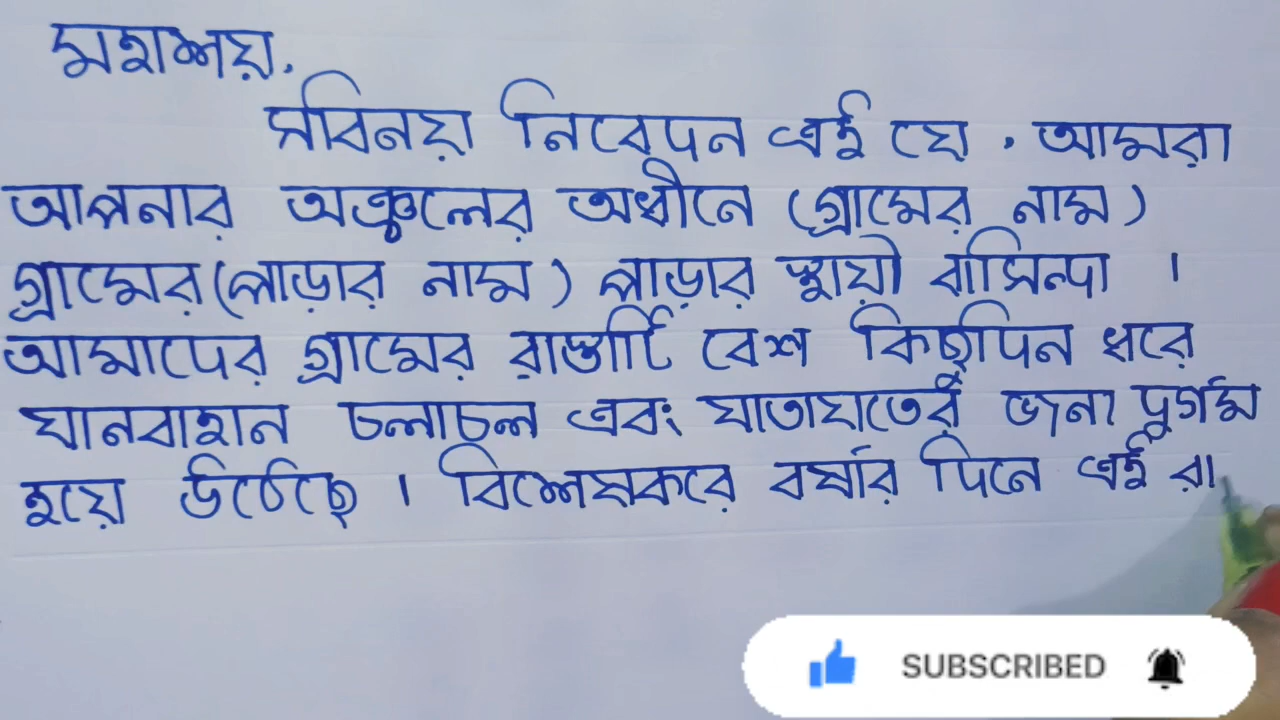 মহাশয়,
সবিনয় নিবেদন এই যে, আমরা
আপনার অঞ্চলের অধীনে (গ্রামের নাম)
গ্রামের (পাড়ার নাম) পাড়ার স্থায়ী বাসিন্দা ।
আমাদের গ্রামের রাস্তাটি বেশ কিছুদিন ধরে
যানবাহান চলাচল এবং যাতায়াতের জন্য দুর্গম
হয়ে উঠেছে । বিশেষকরে বর্ষার দিনে এই রা
SUBSCRIBED